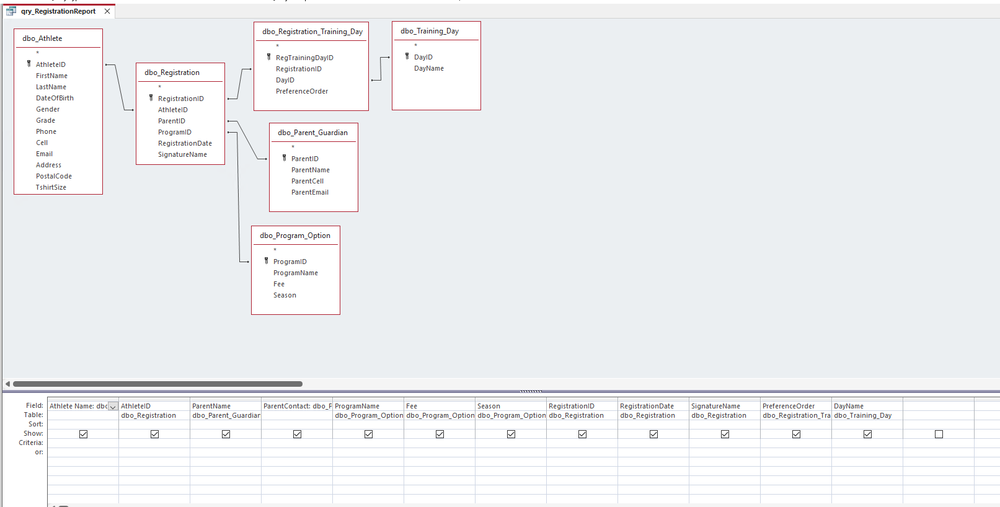 qry_RegistrationReport
dbo_Athlete
*
AthleteID
FirstName
LastName
DateOfBirth
Gender
Grade
Phone
Cell
Email
Address
PostalCode
TshirtSize
dbo_Registration
*
RegistrationID
AthleteID
ParentID
ProgramID
RegistrationDate
SignatureName
dbo_Registration_Training_Day
*
RegTrainingDayID
RegistrationID
DayID
PreferenceOrder
dbo_Training_Day
*
DayID
DayName
dbo_Parent_Guardian
*
ParentID
ParentName
ParentCell
ParentEmail
dbo_Program_Option
*
ProgramID
ProgramName
Fee
Season
Field: Athlete Name: dbo AthleteID ParentName ParentContact: dbo_P ProgramName Fee Season RegistrationID RegistrationDate SignatureName PreferenceOrder DayName
Table: dbo_Registration dbo_Parent_Guardian dbo_Program_Option dbo_Program_Option dbo_Program_Option dbo_Registration dbo_Registration dbo_Registration dbo_Registration_Tra dbo_Training_Day
Sort:
Show:
Criteria:
or: